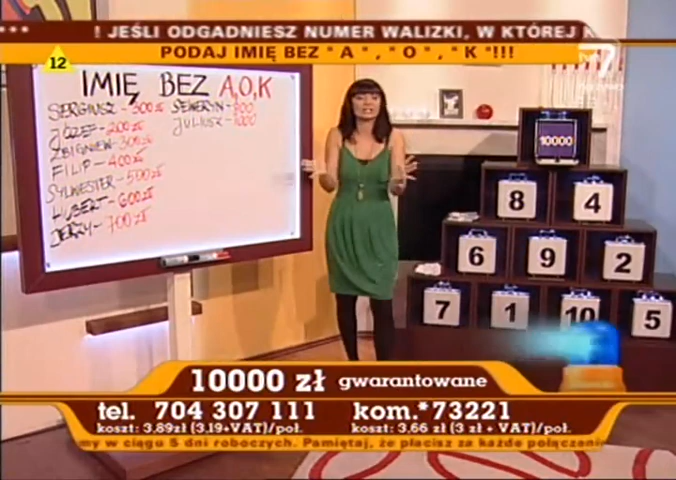 ! JEŚLI ODGADNIESZ NUMER WALIZKI, W KTÓREJ
PODAJ IMIĘ BEZ "A", "O", "K"!!!
7
12
IMIĘ BEZ A,O,K
SERGIUSZ - 300 zł
SEWERYN - 900
JÓZEF - 200 zł
JULIUSZ - 1000
ZBIGNIEW - 300 zł
FILIP - 400 zł
SYLWESTER - 500 zł
HUBERT - 600 zł
JERZY - 700 zł
10000
8 4
6 9 2
7 1 10 5
10000 zł gwarantowane
tel. 704 307 111 kom.*73221
koszt: 3.89zł (3,19+VAT)/poł. koszt: 3.66 zł (3 zł + VAT)/poł.
my w ciągu 5 dni roboczych. Pamiętaj, że płacisz za każde połączenie